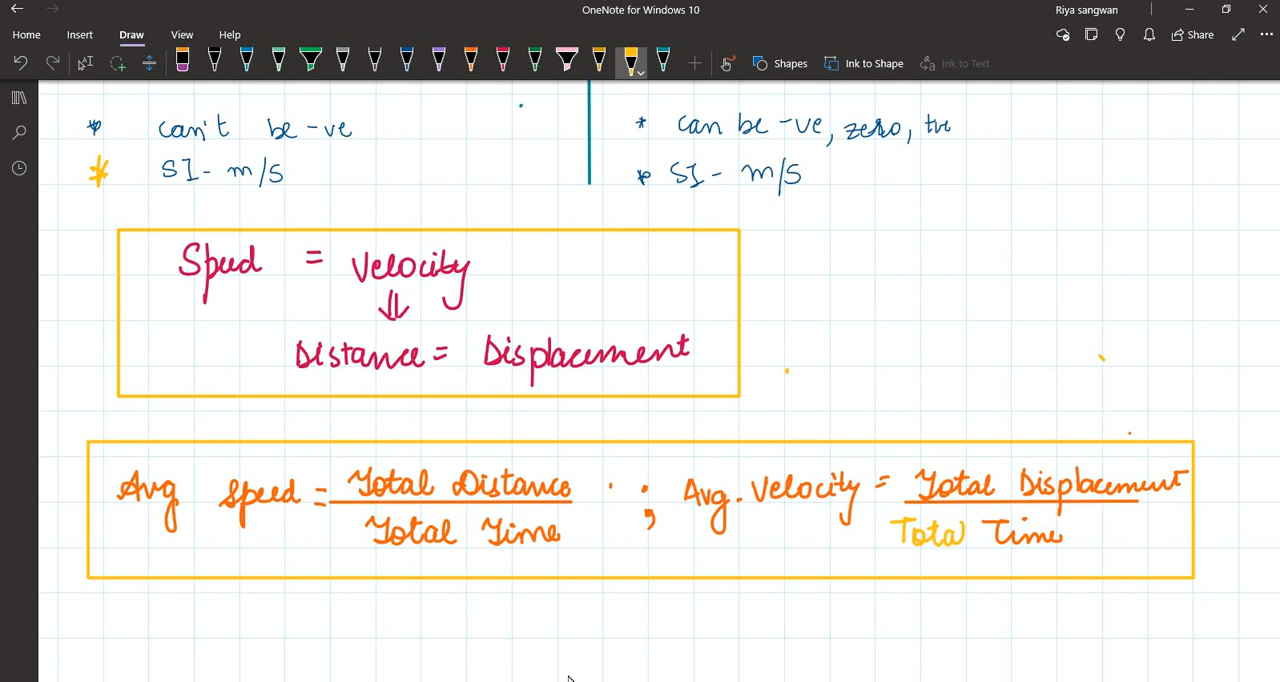 OneNote for Windows 10
Riya sangwan
Home Insert Draw View Help
Share
Shapes Ink to Shape Ink to Text
* can't be -ve
* can be -ve, zero, +ve
* SI- m/s
* SI- m/s
Speed = Velocity
⇓
Distance = Displacement
Avg Speed = Total Distance / Total Time ; Avg. Velocity = Total Displacement / Tota Time